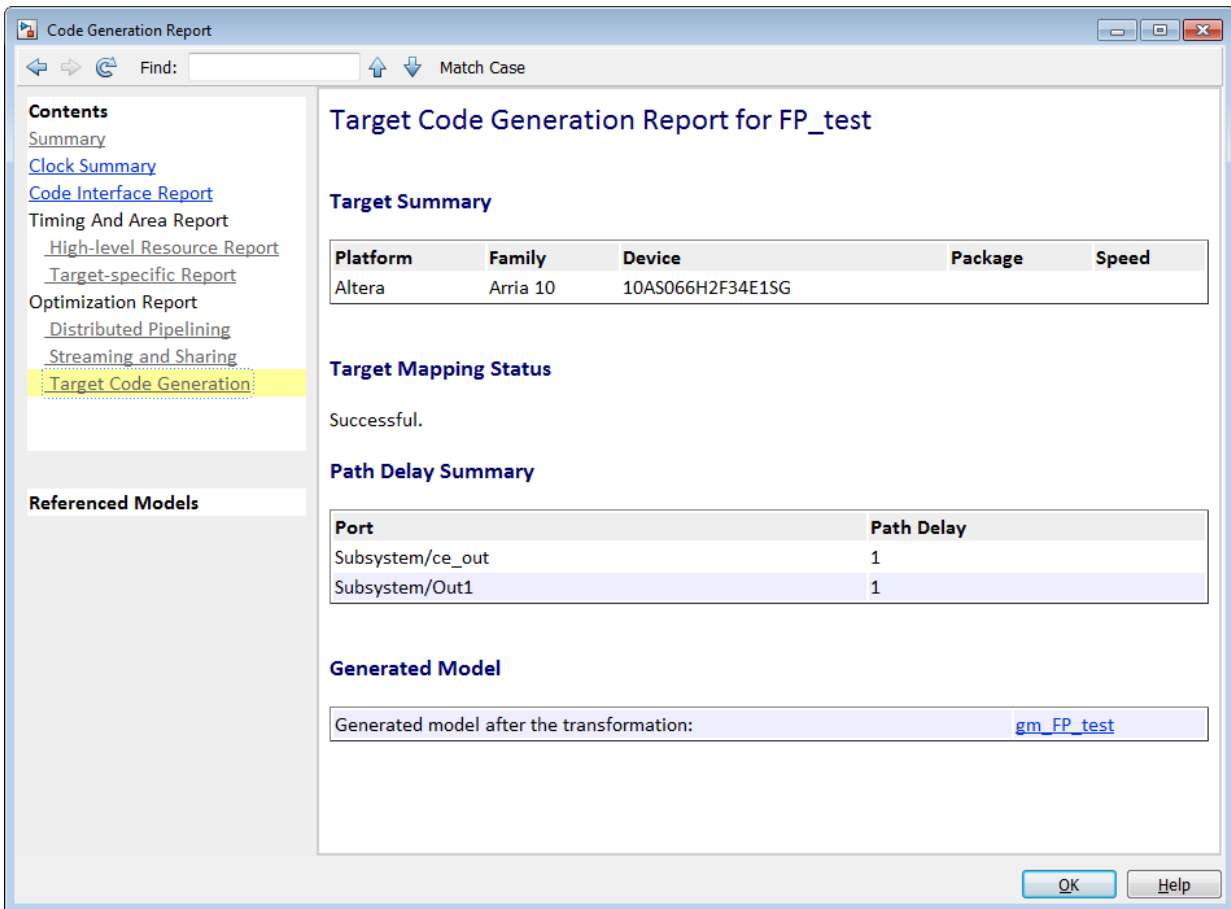 Code Generation Report
Find:
Match Case
Contents
Summary
Clock Summary
Code Interface Report
Timing And Area Report
High-level Resource Report
Target-specific Report
Optimization Report
Distributed Pipelining
Streaming and Sharing
Target Code Generation
Referenced Models
Target Code Generation Report for FP_test
Target Summary
Platform Family Device Package Speed
Altera Arria 10 10AS066H2F34E1SG
Target Mapping Status
Successful.
Path Delay Summary
Port Path Delay
Subsystem/ce_out 1
Subsystem/Out1 1
Generated Model
Generated model after the transformation: gm_FP_test
OK Help